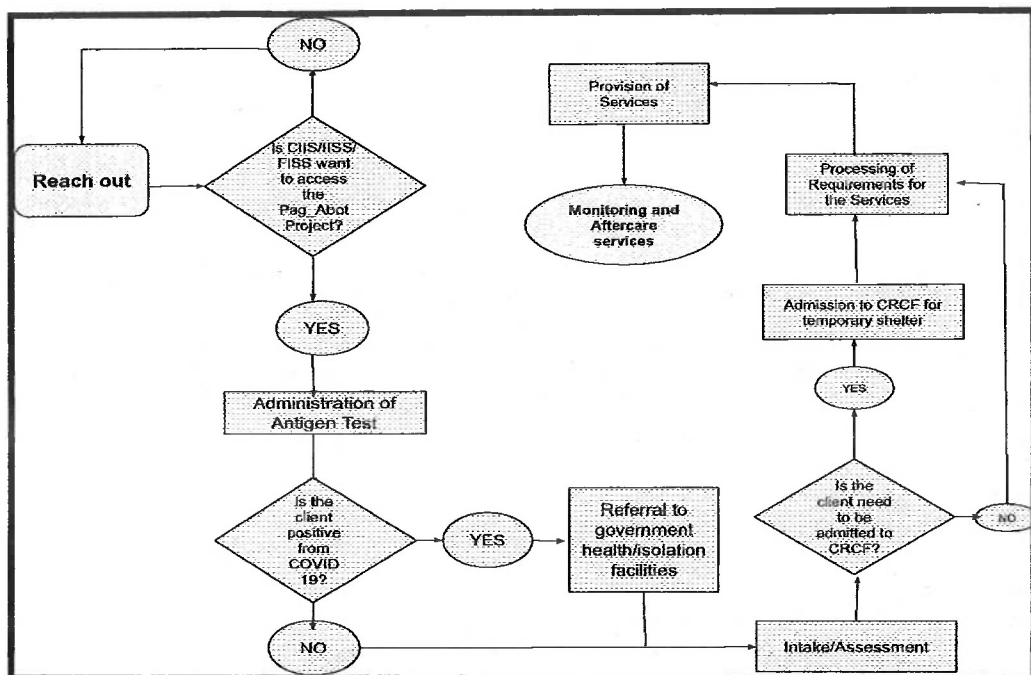 NO
Reach out
Is CIIS/IISS/
FISS want
to access
the
Pag_Abot
Project?
YES
Administration of
Antigen Test
Is the
client
positive
from
COVID
19?
YES
Referral to
government
health/isolation
facilities
NO
Intake/Assessment
Is the
client need
to be
admitted to
CRCF?
NO
YES
Admission to CRCF for
temporary shelter
Processing of
Requirements for
the Services
Provision of
Services
Monitoring and
Aftercare
services